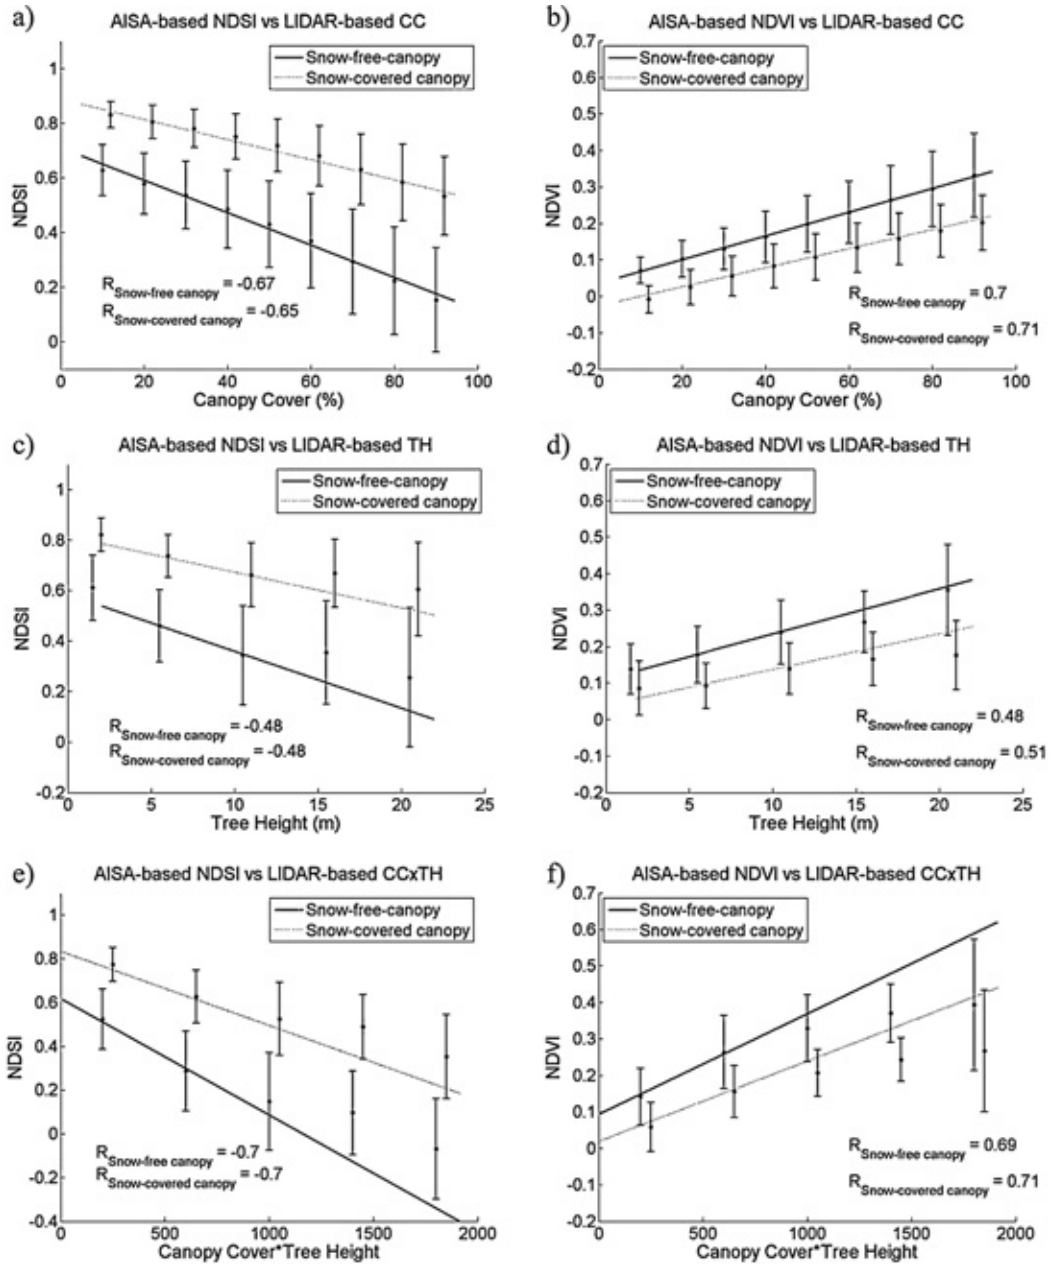 a)
AISA-based NDSI vs LIDAR-based CC
Snow-free-canopy
Snow-covered canopy
1
0.8
0.6
0.4
0.2
0
NDSI
R Snow-free canopy = -0.67
R Snow-covered canopy = -0.65
0 20 40 60 80 100
Canopy Cover (%)
b)
AISA-based NDVI vs LIDAR-based CC
Snow-free-canopy
Snow-covered canopy
0.7
0.6
0.5
0.4
0.3
0.2
0.1
0
-0.1
-0.2
NDVI
R Snow-free canopy = 0.7
R Snow-covered canopy = 0.71
0 20 40 60 80 100
Canopy Cover (%)
c)
AISA-based NDSI vs LIDAR-based TH
Snow-free-canopy
Snow-covered canopy
1
0.8
0.6
0.4
0.2
0
-0.2
NDSI
R Snow-free canopy = -0.48
R Snow-covered canopy = -0.48
0 5 10 15 20 25
Tree Height (m)
d)
AISA-based NDVI vs LIDAR-based TH
Snow-free-canopy
Snow-covered canopy
0.7
0.6
0.5
0.4
0.3
0.2
0.1
0
-0.1
-0.2
NDVI
R Snow-free canopy = 0.48
R Snow-covered canopy = 0.51
0 5 10 15 20 25
Tree Height (m)
e)
AISA-based NDSI vs LIDAR-based CCxTH
Snow-free-canopy
Snow-covered canopy
1
0.8
0.6
0.4
0.2
0
-0.2
-0.4
NDSI
R Snow-free canopy = -0.7
R Snow-covered canopy = -0.7
0 500 1000 1500 2000
Canopy Cover*Tree Height
f)
AISA-based NDVI vs LIDAR-based CCxTH
Snow-free-canopy
Snow-covered canopy
0.7
0.6
0.5
0.4
0.3
0.2
0.1
0
-0.1
-0.2
NDVI
R Snow-free canopy = 0.69
R Snow-covered canopy = 0.71
0 500 1000 1500 2000
Canopy Cover*Tree Height